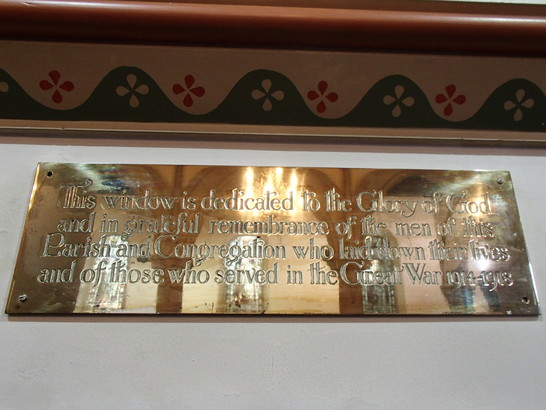 This window is dedicated to the Glory of God
and in grateful remembrance of the men of this
Parish and Congregation who laid down their lives
and of those who served in the Great War 1914-1918